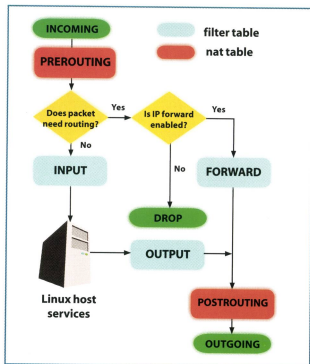 INCOMING
filter table
nat table
PREROUTING
Does packet
need routing?
Yes
Is IP forward
enabled?
Yes
No
No
INPUT
FORWARD
DROP
OUTPUT
Linux host
services
POSTROUTING
OUTGOING